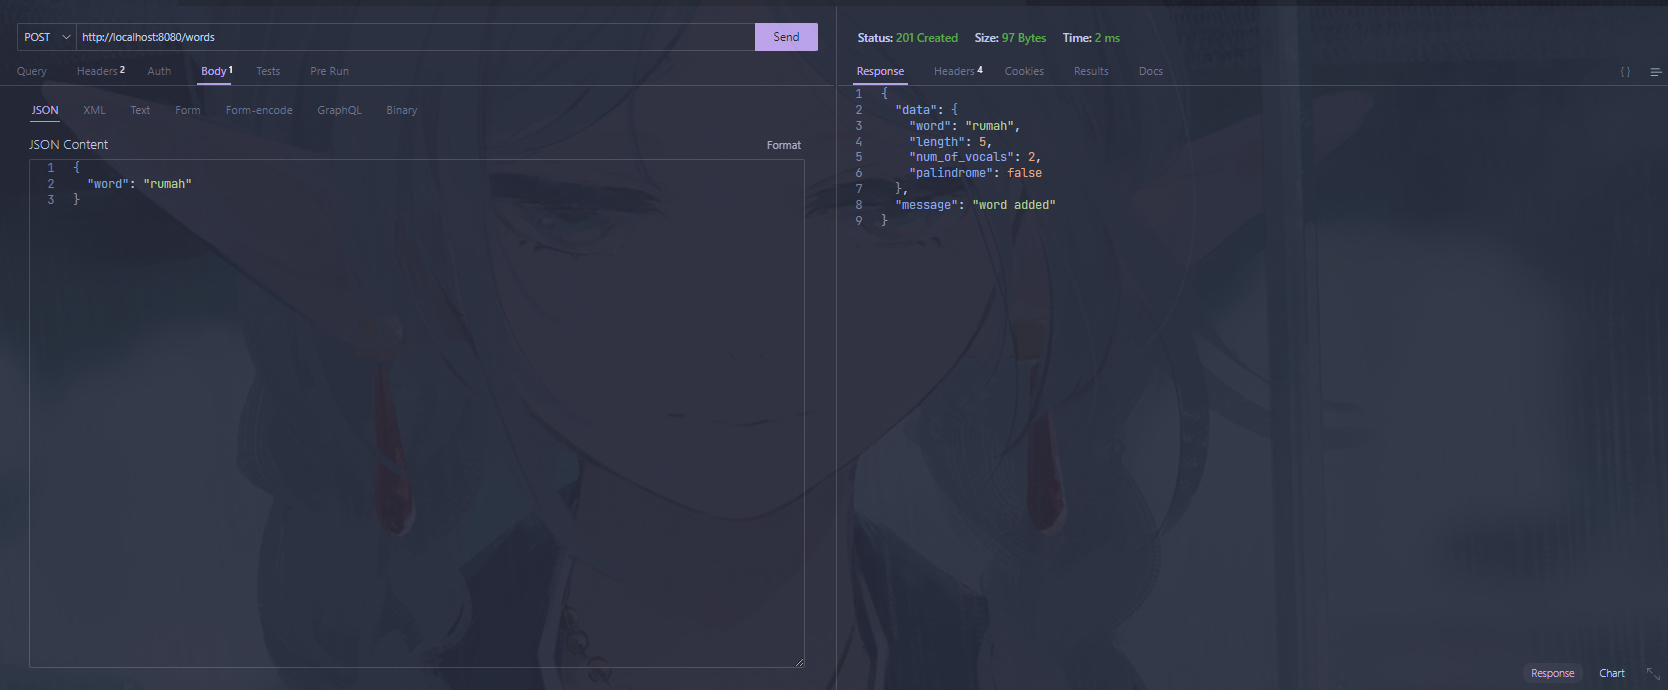 POST http://localhost:8080/words Send
Query Headers 2 Auth Body 1 Tests Pre Run
JSON XML Text Form Form-encode GraphQL Binary
JSON Content Format
1 {
2 "word": "rumah"
3 }
Status: 201 Created Size: 97 Bytes Time: 2 ms
Response Headers 4 Cookies Results Docs { }
1 {
2 "data": {
3 "word": "rumah",
4 "length": 5,
5 "num_of_vocals": 2,
6 "palindrome": false
7 },
8 "message": "word added"
9 }
Response Chart